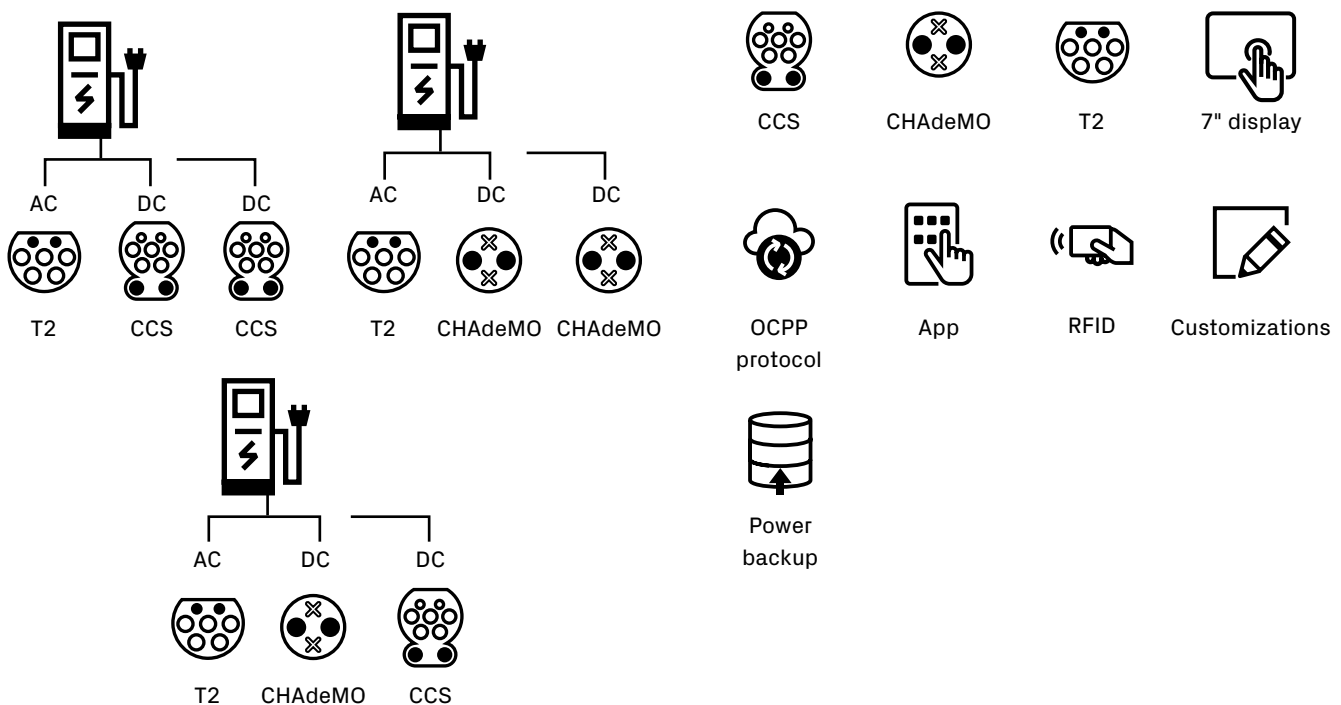 AC DC DC
T2 CCS CCS
AC DC DC
T2 CHAdeMO CHAdeMO
AC DC DC
T2 CHAdeMO CCS
CCS CHAdeMO T2 7" display
OCPP App RFID Customizations
protocol
Power
backup